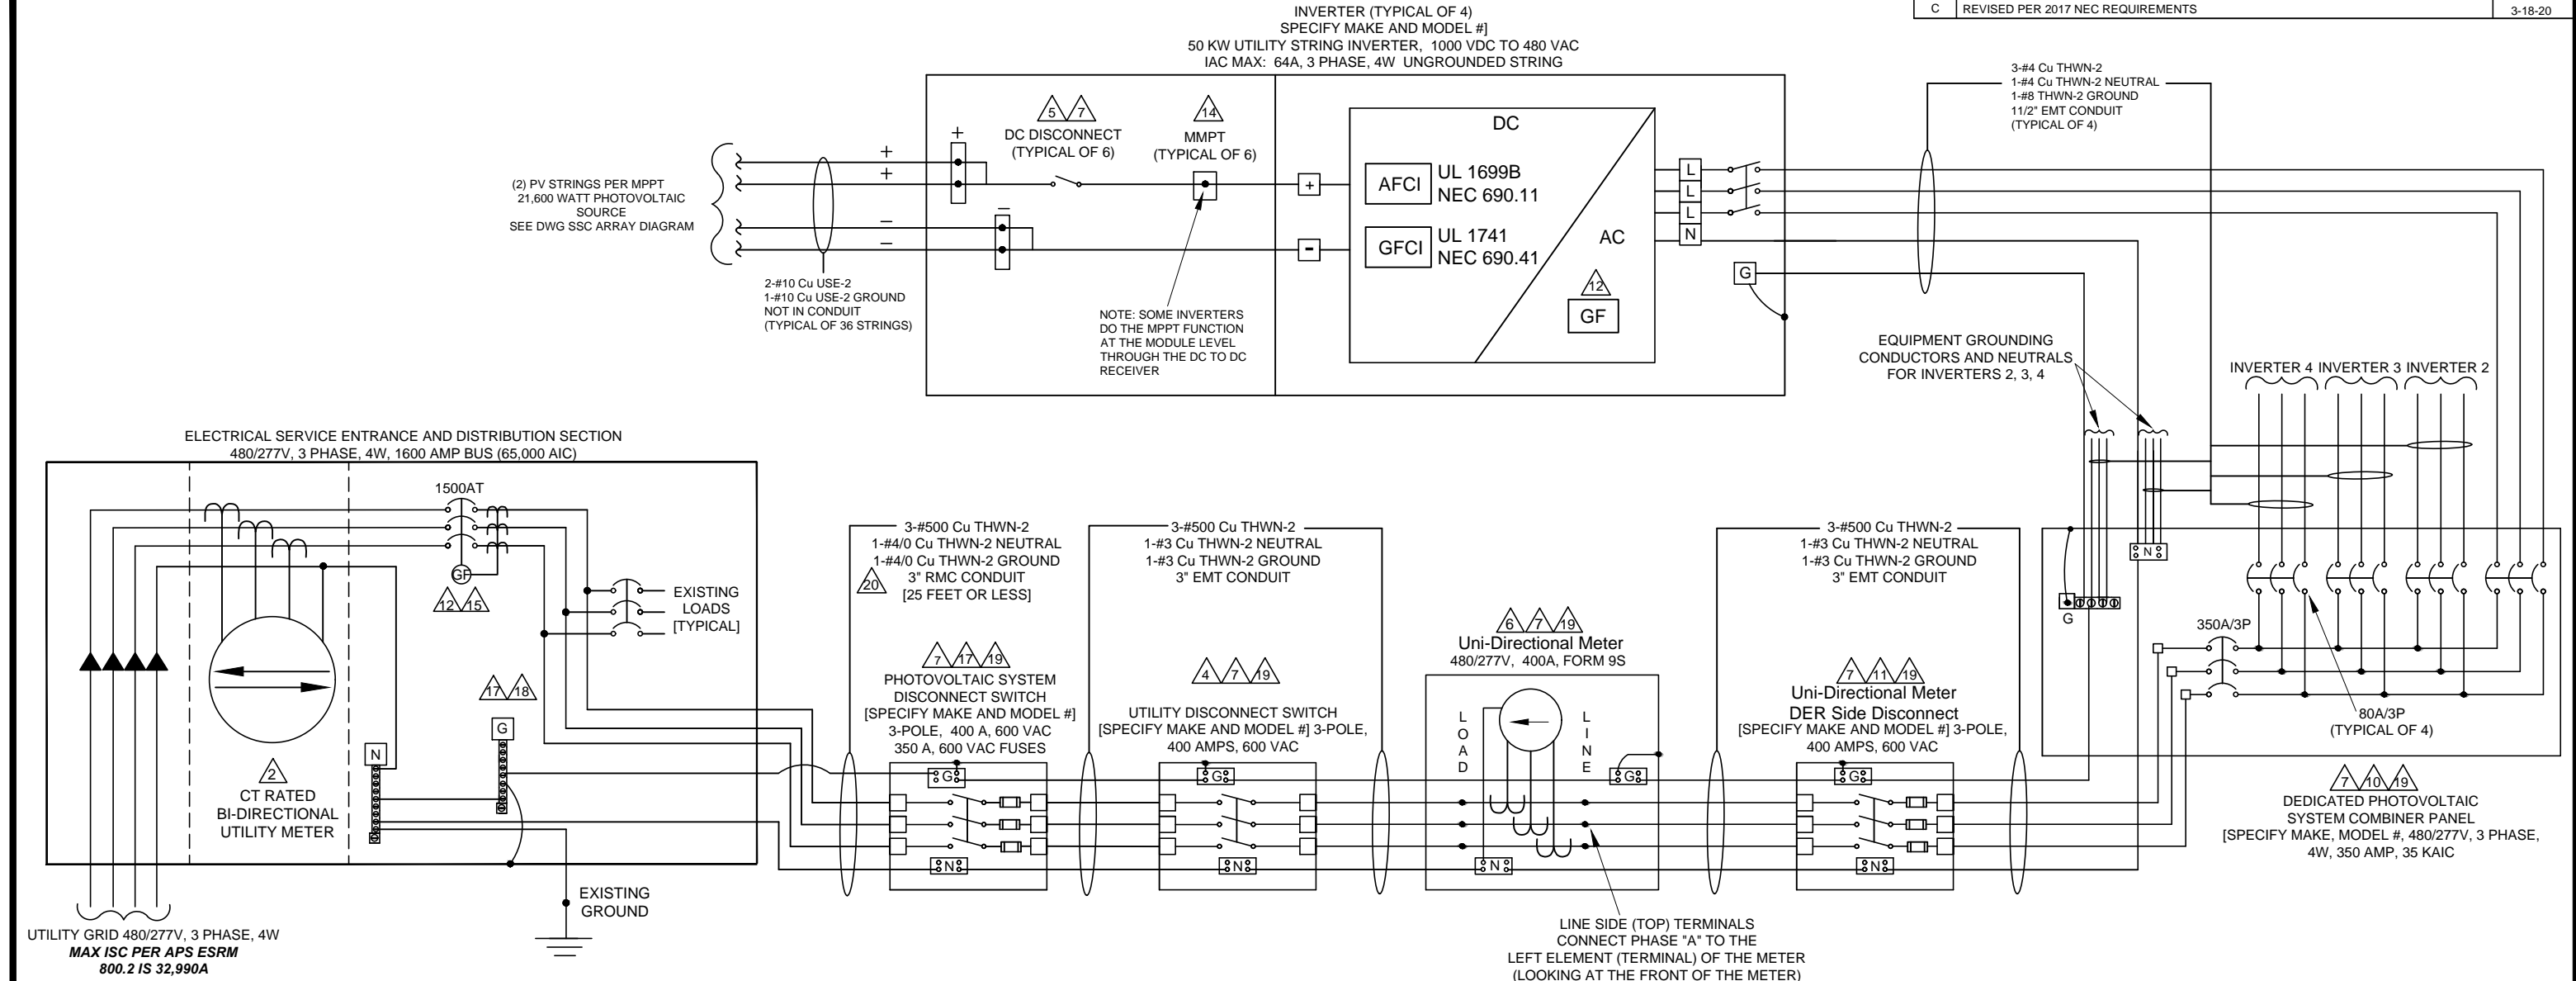 C REVISED PER 2017 NEC REQUIREMENTS 3-18-20
INVERTER (TYPICAL OF 4)
SPECIFY MAKE AND MODEL #]
50 KW UTILITY STRING INVERTER, 1000 VDC TO 480 VAC
IAC MAX: 64A, 3 PHASE, 4W UNGROUNDED STRING
(2) PV STRINGS PER MPPT
21,600 WATT PHOTOVOLTAIC
SOURCE
SEE DWG SSC ARRAY DIAGRAM
+
+
−
−
2-#10 Cu USE-2
1-#10 Cu USE-2 GROUND
NOT IN CONDUIT
(TYPICAL OF 36 STRINGS)
+
−
5 7
DC DISCONNECT
(TYPICAL OF 6)
14
MMPT
(TYPICAL OF 6)
NOTE: SOME INVERTERS
DO THE MPPT FUNCTION
AT THE MODULE LEVEL
THROUGH THE DC TO DC
RECEIVER
+
-
DC
AFCI
UL 1699B
NEC 690.11
GFCI
UL 1741
NEC 690.41
AC
12
GF
L
L
L
N
G
3-#4 Cu THWN-2
1-#4 Cu THWN-2 NEUTRAL
1-#8 THWN-2 GROUND
11/2" EMT CONDUIT
(TYPICAL OF 4)
EQUIPMENT GROUNDING
CONDUCTORS AND NEUTRALS
FOR INVERTERS 2, 3, 4
INVERTER 4 INVERTER 3 INVERTER 2
ELECTRICAL SERVICE ENTRANCE AND DISTRIBUTION SECTION
480/277V, 3 PHASE, 4W, 1600 AMP BUS (65,000 AIC)
1500AT
GF
12 15
EXISTING
LOADS
[TYPICAL]
2
CT RATED
BI-DIRECTIONAL
UTILITY METER
N
17 18
G
EXISTING
GROUND
UTILITY GRID 480/277V, 3 PHASE, 4W
MAX ISC PER APS ESRM
800.2 IS 32,990A
3-#500 Cu THWN-2
1-#4/0 Cu THWN-2 NEUTRAL
1-#4/0 Cu THWN-2 GROUND
3" RMC CONDUIT
[25 FEET OR LESS]
20
7 17 19
PHOTOVOLTAIC SYSTEM
DISCONNECT SWITCH
[SPECIFY MAKE AND MODEL #]
3-POLE, 400 A, 600 VAC
350 A, 600 VAC FUSES
G
N
3-#500 Cu THWN-2
1-#3 Cu THWN-2 NEUTRAL
1-#3 Cu THWN-2 GROUND
3" EMT CONDUIT
4 7 19
UTILITY DISCONNECT SWITCH
[SPECIFY MAKE AND MODEL #] 3-POLE,
400 AMPS, 600 VAC
G
N
6 7 19
Uni-Directional Meter
480/277V, 400A, FORM 9S
LOAD
LINE
G
N
LINE SIDE (TOP) TERMINALS
CONNECT PHASE "A" TO THE
LEFT ELEMENT (TERMINAL) OF THE METER
(LOOKING AT THE FRONT OF THE METER)
3-#500 Cu THWN-2
1-#3 Cu THWN-2 NEUTRAL
1-#3 Cu THWN-2 GROUND
3" EMT CONDUIT
7 11 19
Uni-Directional Meter
DER Side Disconnect
[SPECIFY MAKE AND MODEL #] 3-POLE,
400 AMPS, 600 VAC
G
N
N
G
350A/3P
80A/3P
(TYPICAL OF 4)
7 10 19
DEDICATED PHOTOVOLTAIC
SYSTEM COMBINER PANEL
[SPECIFY MAKE, MODEL #, 480/277V, 3 PHASE,
4W, 350 AMP, 35 KAIC